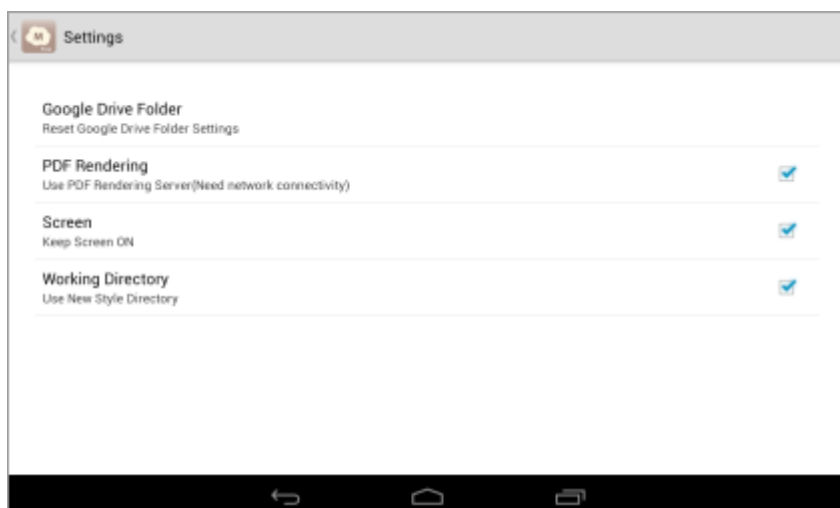 M
Settings
Google Drive Folder
Reset Google Drive Folder Settings
PDF Rendering
Use PDF Rendering Server(Need network connectivity)
Screen
Keep Screen ON
Working Directory
Use New Style Directory